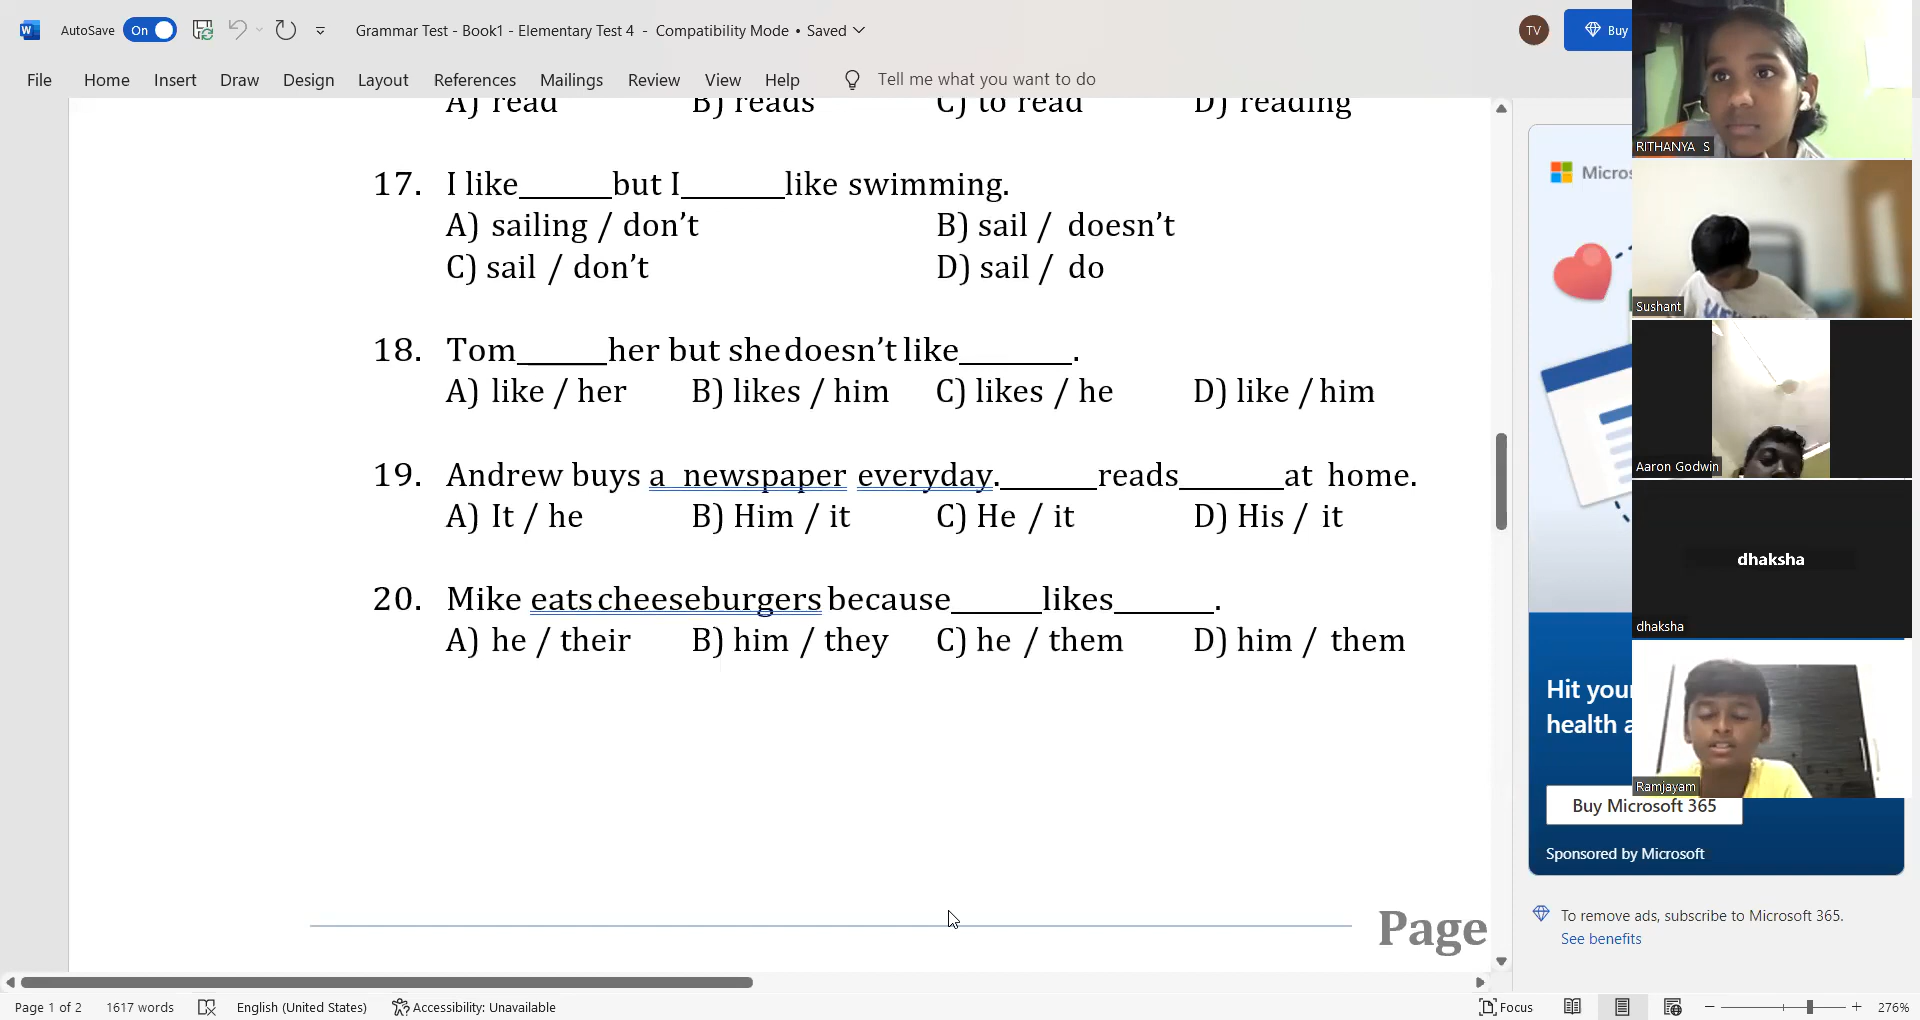 AutoSave On Grammar Test - Book1 - Elementary Test 4 - Compatibility Mode • Saved TV Buy
File Home Insert Draw Design Layout References Mailings Review View Help Tell me what you want to do
A) read B) reads C) to read D) reading
17. I like______but I______like swimming.
A) sailing / don’t B) sail / doesn’t
C) sail / don’t D) sail / do
18. Tom______her but she doesn’t like______.
A) like / her B) likes / him C) likes / he D) like / him
19. Andrew buys a newspaper everyday.______reads______at home.
A) It / he B) Him / it C) He / it D) His / it
20. Mike eats cheeseburgers because______likes______.
A) he / their B) him / they C) he / them D) him / them
Page
RITHANYA S
Sushant
Aaron Godwin
dhaksha
dhaksha
Ramjayam
Buy Microsoft 365
Sponsored by Microsoft
To remove ads, subscribe to Microsoft 365.
See benefits
Page 1 of 2 1617 words English (United States) Accessibility: Unavailable Focus 276%